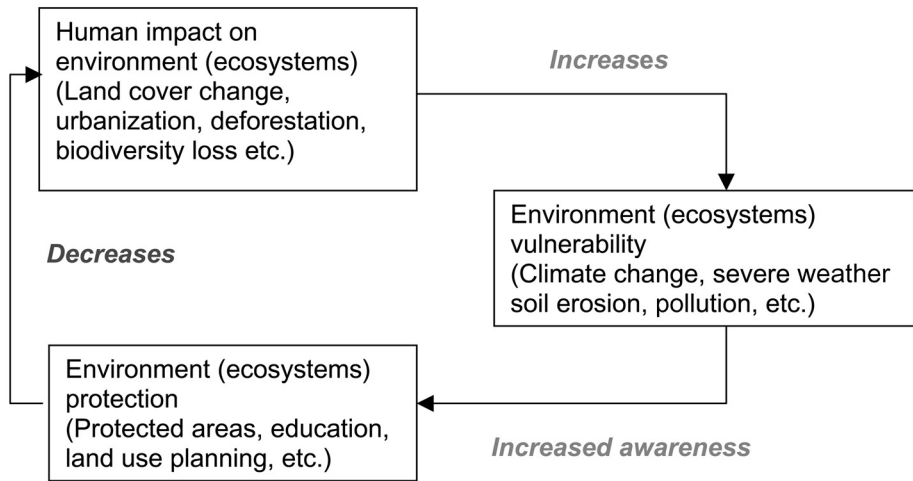 Human impact on
environment (ecosystems)
(Land cover change,
urbanization, deforestation,
biodiversity loss etc.)
Increases
Environment (ecosystems)
vulnerability
(Climate change, severe weather
soil erosion, pollution, etc.)
Decreases
Environment (ecosystems)
protection
(Protected areas, education,
land use planning, etc.)
Increased awareness